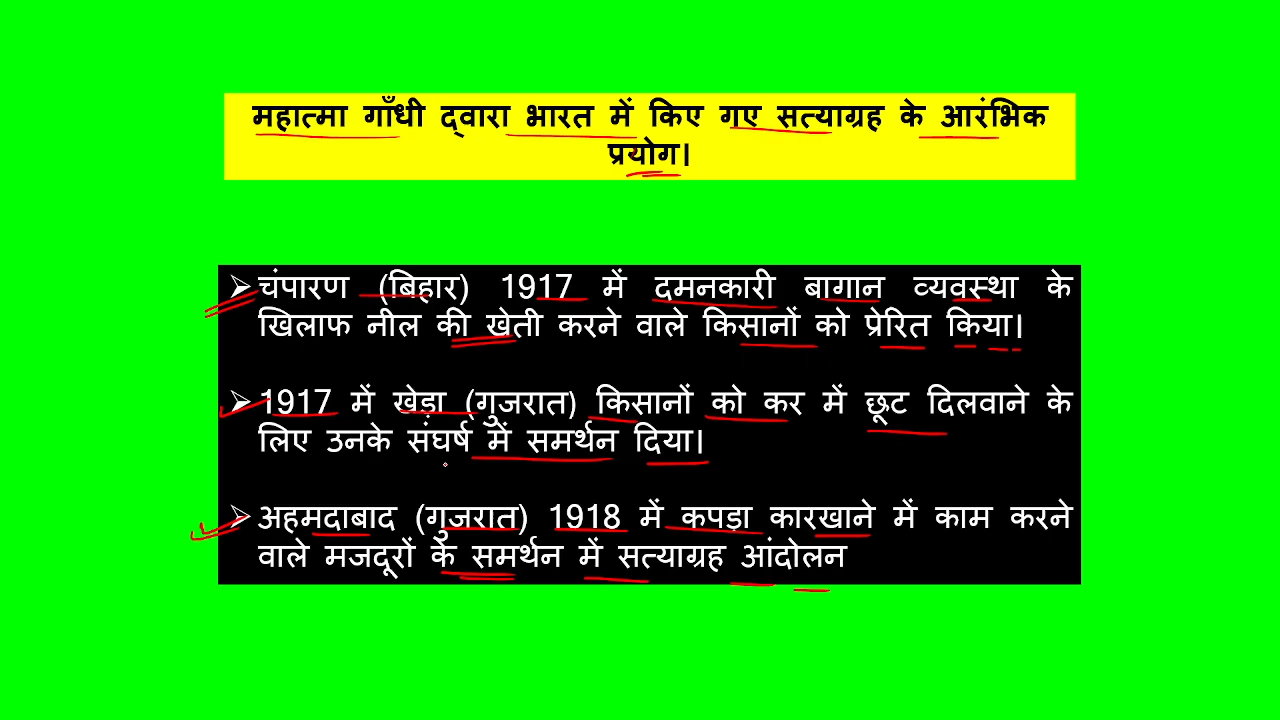 महात्मा गाँधी द्वारा भारत में किए गए सत्याग्रह के आरंभिक
प्रयोग।
➢ चंपारण (बिहार) 1917 में दमनकारी बागान व्यवस्था के
खिलाफ नील की खेती करने वाले किसानों को प्रेरित किया।
➢ 1917 में खेड़ा (गुजरात) किसानों को कर में छूट दिलवाने के
लिए उनके संघर्ष में समर्थन दिया।
➢ अहमदाबाद (गुजरात) 1918 में कपड़ा कारखाने में काम करने
वाले मजदूरों के समर्थन में सत्याग्रह आंदोलन